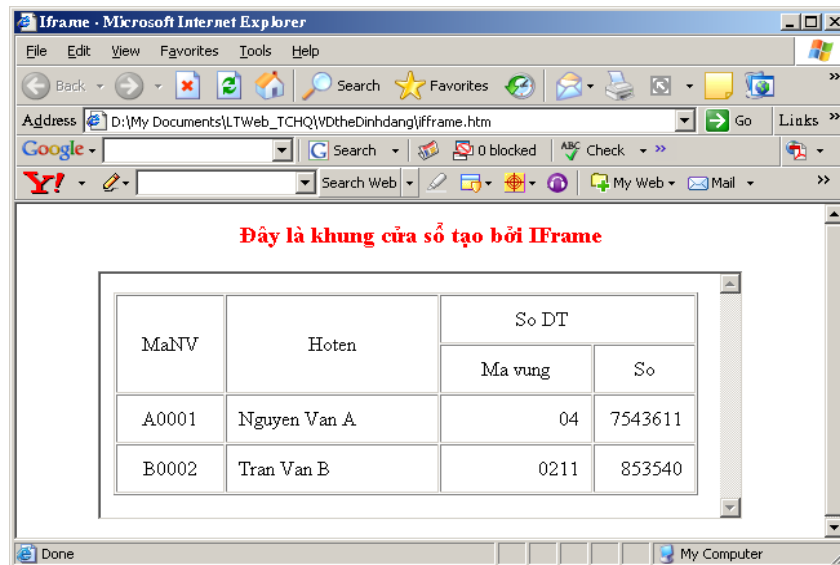 Iframe - Microsoft Internet Explorer
File Edit View Favorites Tools Help
Back Search Favorites
Address D:\My Documents\LTWeb_TCHQ\VDtheDinhdang\ifframe.htm Go Links »
Google G Search 0 blocked ABC Check »
Y! Search Web My Web Mail »
Đây là khung cửa sổ tạo bởi IFrame
MaNV Hoten So DT
Ma vung So
A0001 Nguyen Van A 04 7543611
B0002 Tran Van B 0211 853540
Done My Computer